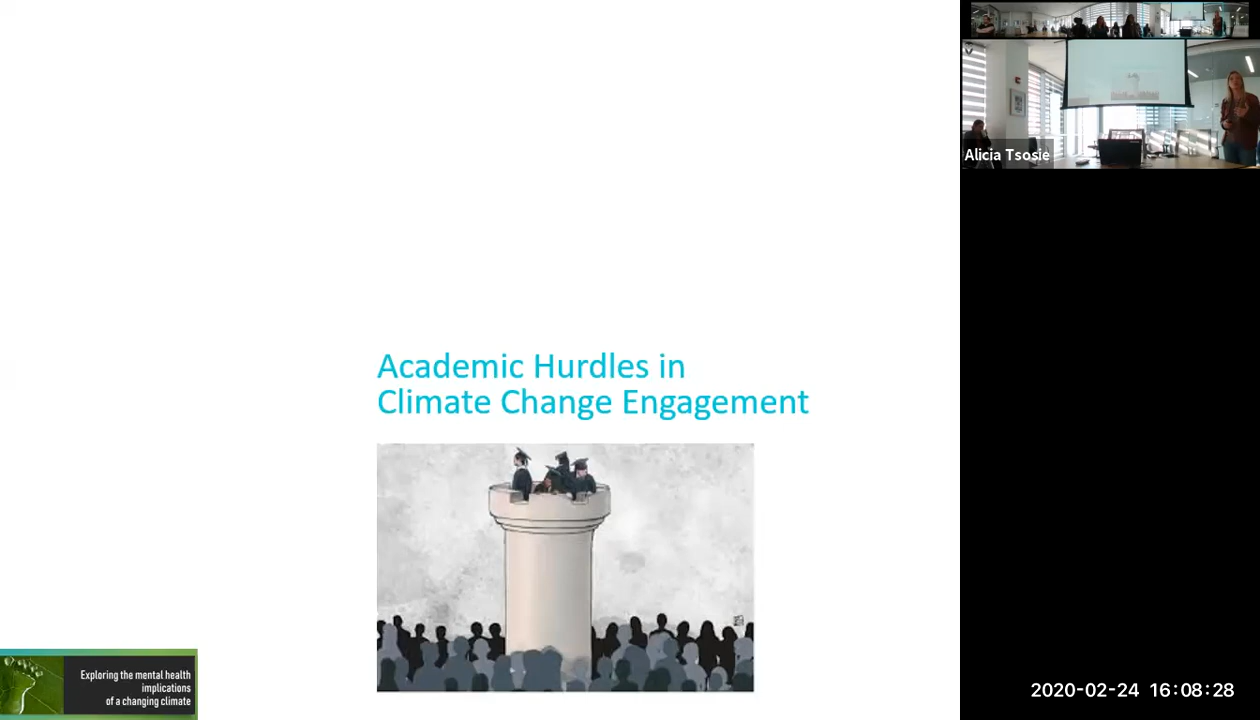 Academic Hurdles in
Climate Change Engagement
Exploring the mental health
implications
of a changing climate
Alicia Tsosie
2020-02-24 16:08:28